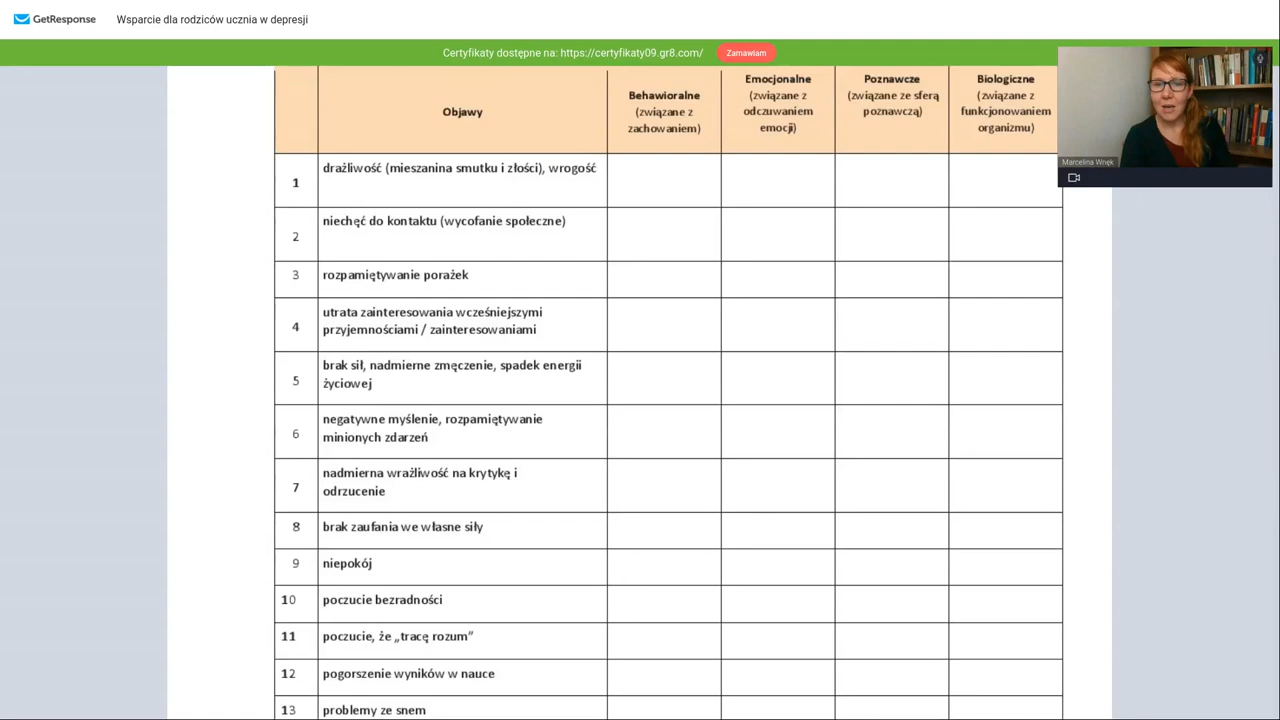 GetResponse
Wsparcie dla rodziców ucznia w depresji
Certyfikaty dostępne na: https://certyfikaty09.gr8.com/
Zamawiam
Objawy
Behawioralne
(związane z
zachowaniem)
Emocjonalne
(związane z
odczuwaniem
emocji)
Poznawcze
(związane ze sferą
poznawczą)
Biologiczne
(związane z
funkcjonowaniem
organizmu)
Marcelina Wnęk
1
drażliwość (mieszanina smutku i złości), wrogość
2
niechęć do kontaktu (wycofanie społeczne)
3
rozpamiętywanie porażek
4
utrata zainteresowania wcześniejszymi
przyjemnościami / zainteresowaniami
5
brak sił, nadmierne zmęczenie, spadek energii
życiowej
6
negatywne myślenie, rozpamiętywanie
minionych zdarzeń
7
nadmierna wrażliwość na krytykę i
odrzucenie
8
brak zaufania we własne siły
9
niepokój
10
poczucie bezradności
11
poczucie, że „tracę rozum”
12
pogorszenie wyników w nauce
13
problemy ze snem